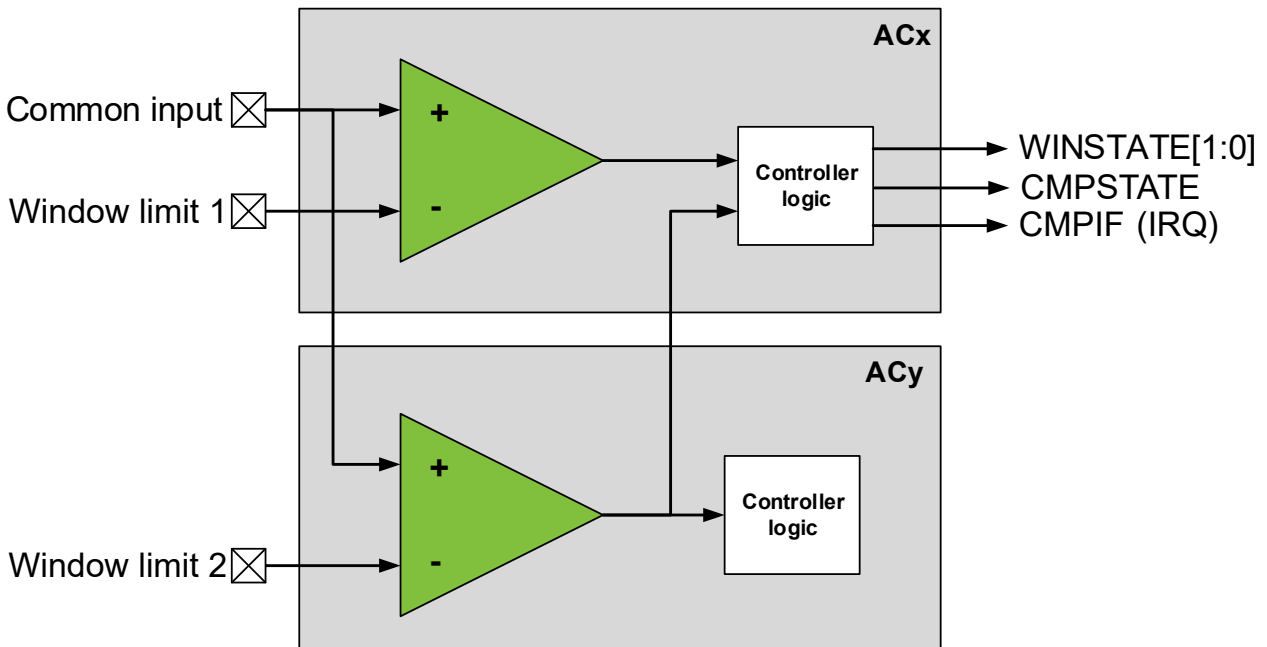 ACx
Common input
+
Window limit 1
-
Controller
logic
WINSTATE[1:0]
CMPSTATE
CMPIF (IRQ)
ACy
+
Controller
logic
Window limit 2
-